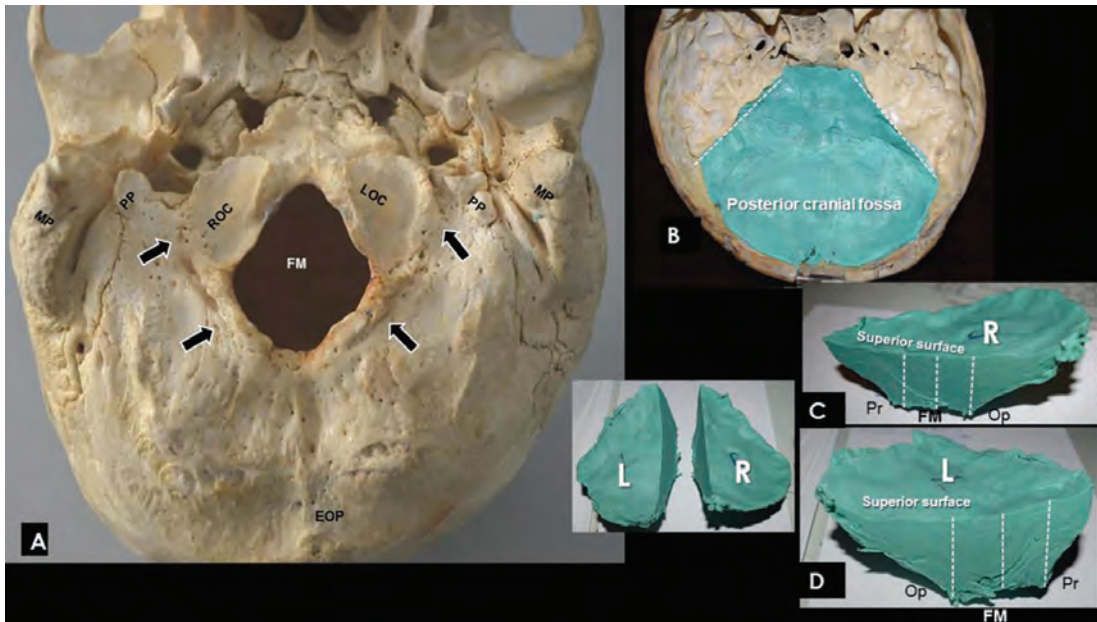 MP
PP
ROC
LOC
PP
MP
FM
EOP
A
Posterior cranial fossa
B
L
R
R
Superior surface
Pr
FM
Op
C
L
Superior surface
Op
Pr
FM
D